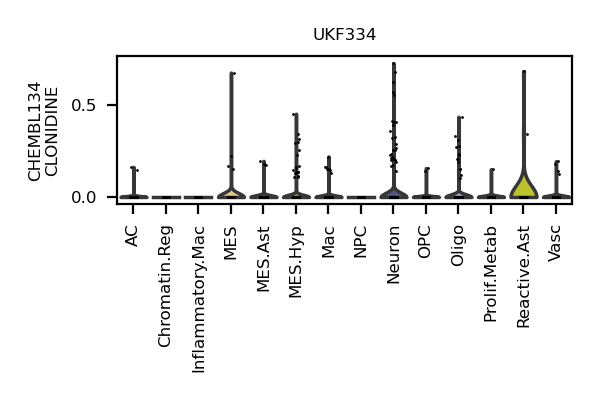 UKF334
CHEMBL134
CLONIDINE
0.5
0.0
AC
Chromatin.Reg
Inflammatory.Mac
MES
MES.Ast
MES.Hyp
Mac
NPC
Neuron
OPC
Oligo
Prolif.Metab
Reactive.Ast
Vasc